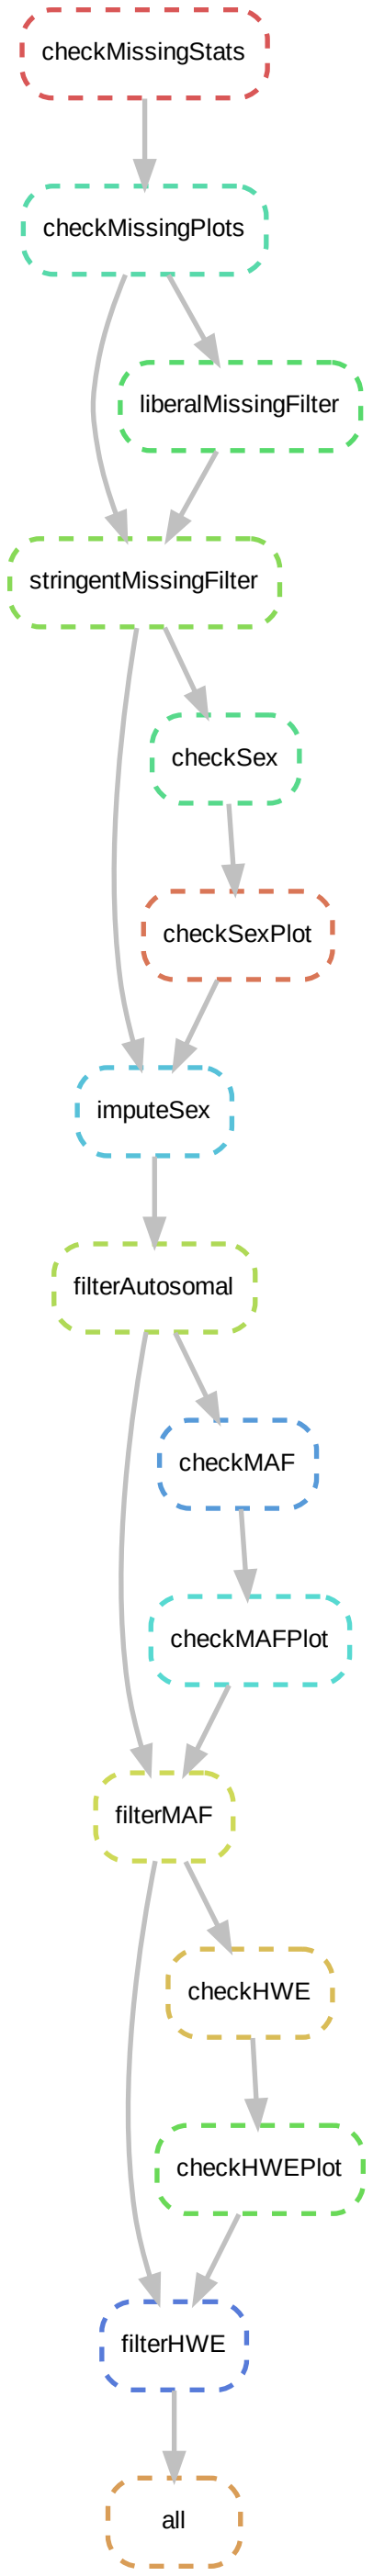 checkMissingStats
checkMissingPlots
liberalMissingFilter
stringentMissingFilter
checkSex
checkSexPlot
imputeSex
filterAutosomal
checkMAF
checkMAFPlot
filterMAF
checkHWE
checkHWEPlot
filterHWE
all